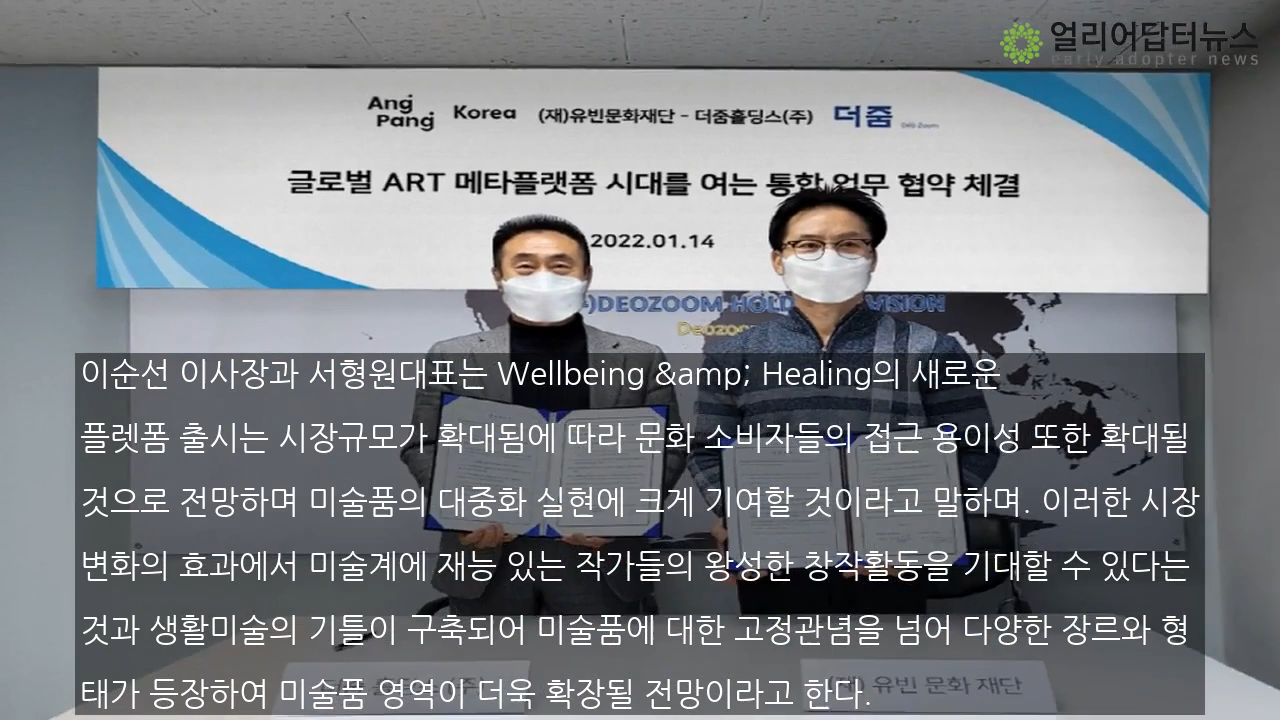 얼리어답터뉴스
early adopter news
Ang Pang Korea (재)유빈문화재단 - 더줌홀딩스(주) 더줌 Deo Zoom
글로벌 ART 메타플랫폼 시대를 여는 통합 업무 협약 체결
2022.01.14
)DEOZOOM HOLD VISION
Deozoo
이순선 이사장과 서형원대표는 Wellbeing &amp; Healing의 새로운
플렛폼 출시는 시장규모가 확대됨에 따라 문화 소비자들의 접근 용이성 또한 확대될
것으로 전망하며 미술품의 대중화 실현에 크게 기여할 것이라고 말하며. 이러한 시장
변화의 효과에서 미술계에 재능 있는 작가들의 왕성한 창작활동을 기대할 수 있다는
것과 생활미술의 기틀이 구축되어 미술품에 대한 고정관념을 넘어 다양한 장르와 형
태가 등장하여 미술품 영역이 더욱 확장될 전망이라고 한다.
(재) 유빈 문화 재단